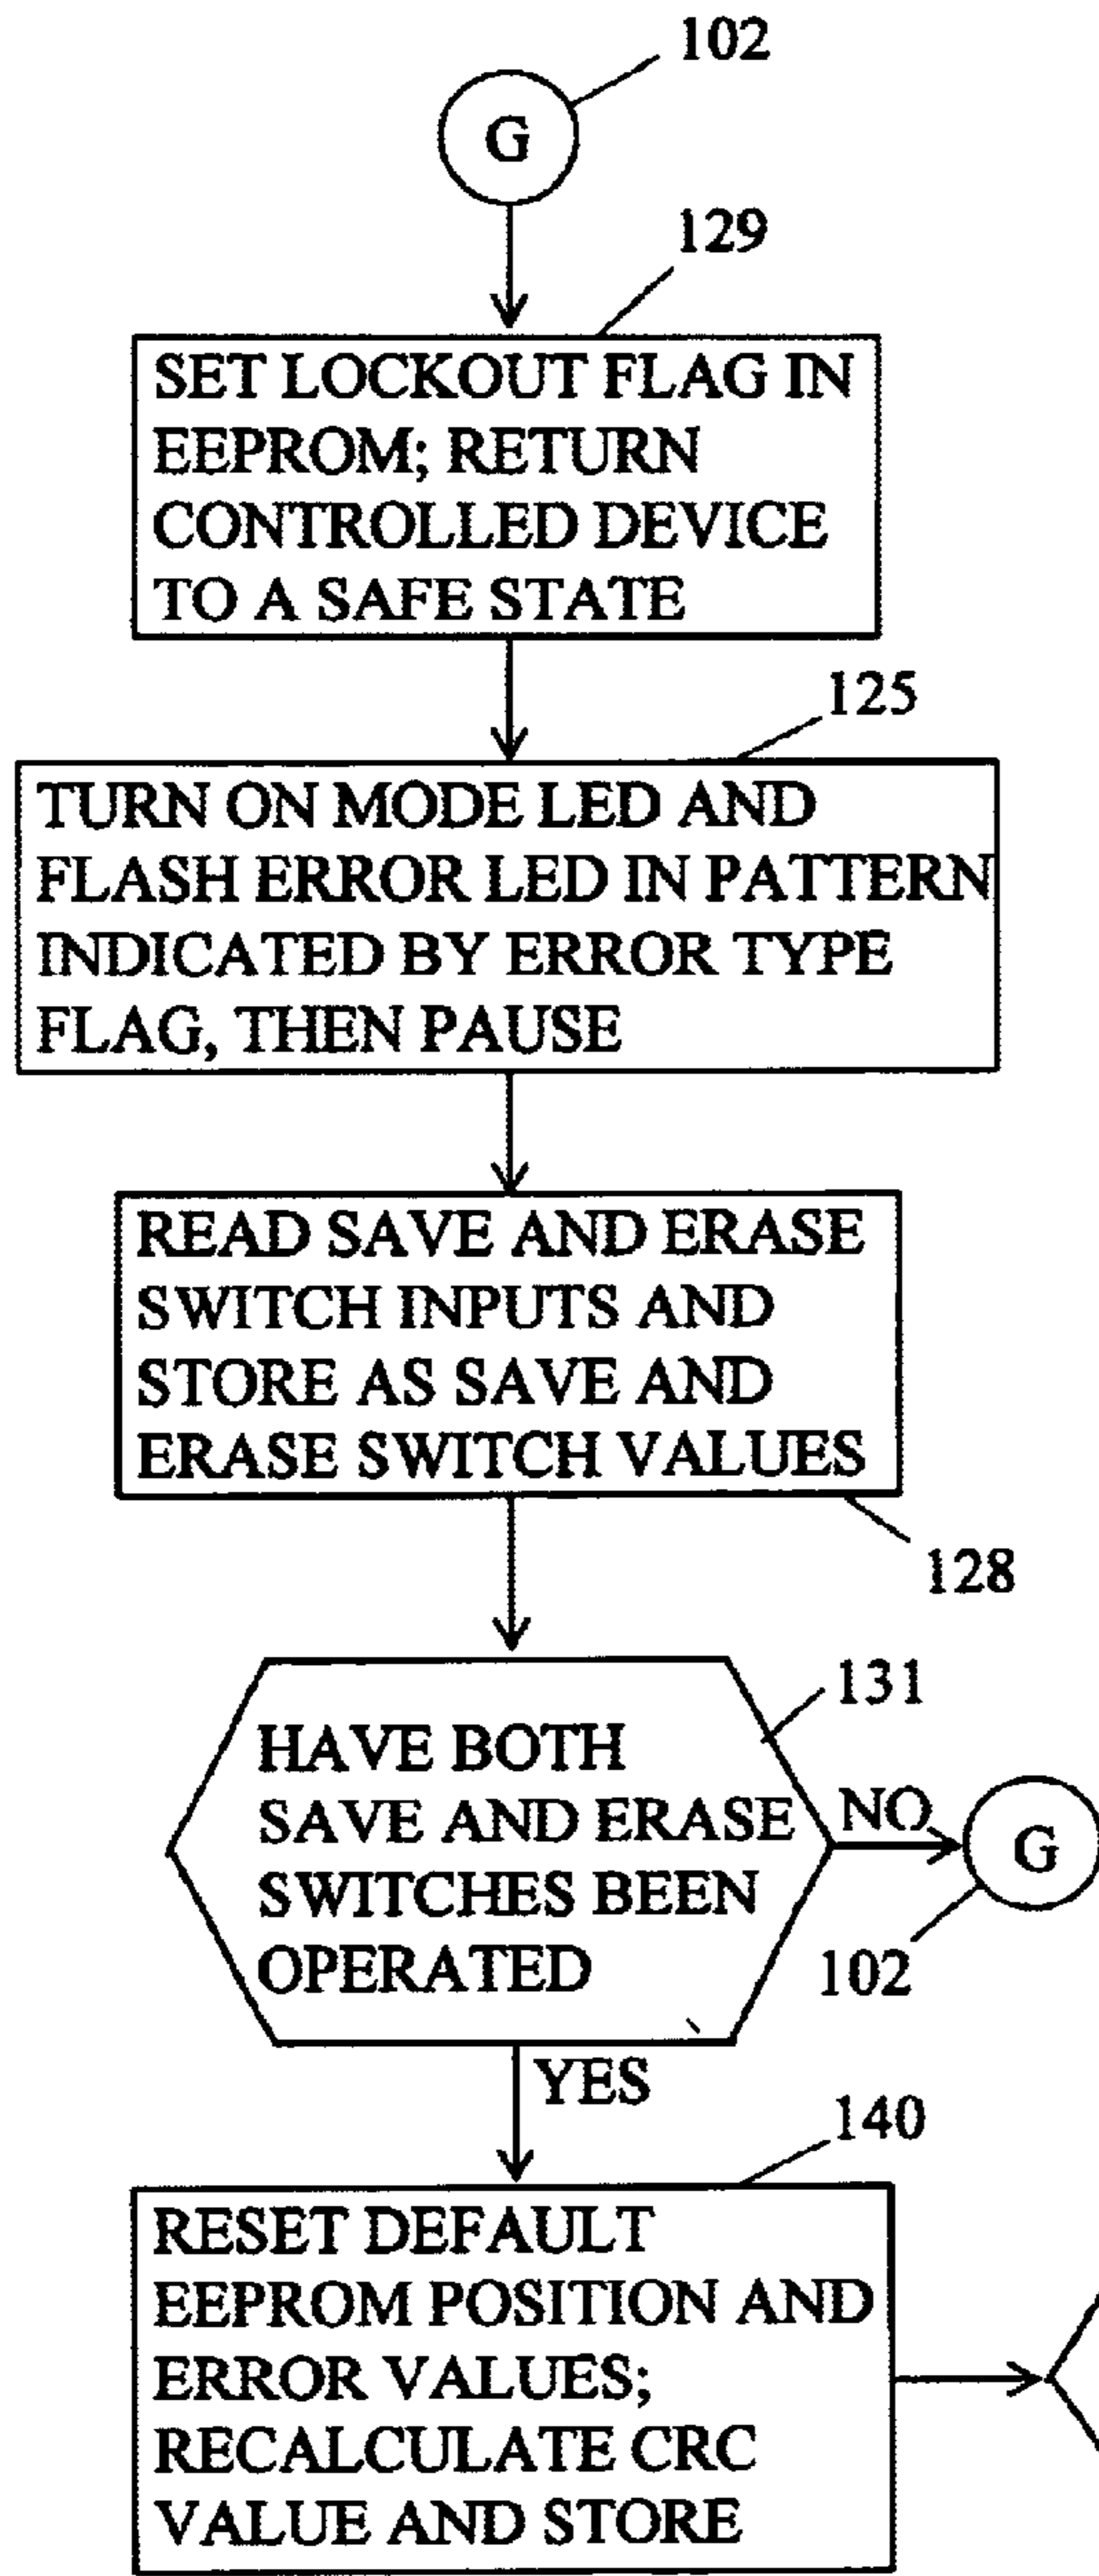 102
G
129
SET LOCKOUT FLAG IN
EEPROM; RETURN
CONTROLLED DEVICE
TO A SAFE STATE
125
TURN ON MODE LED AND
FLASH ERROR LED IN PATTERN
INDICATED BY ERROR TYPE
FLAG, THEN PAUSE
READ SAVE AND ERASE
SWITCH INPUTS AND
STORE AS SAVE AND
ERASE SWITCH VALUES
128
131
HAVE BOTH
SAVE AND ERASE
SWITCHES BEEN
OPERATED
NO
G
102
YES
140
RESET DEFAULT
EEPROM POSITION AND
ERROR VALUES;
RECALCULATE CRC
VALUE AND STORE